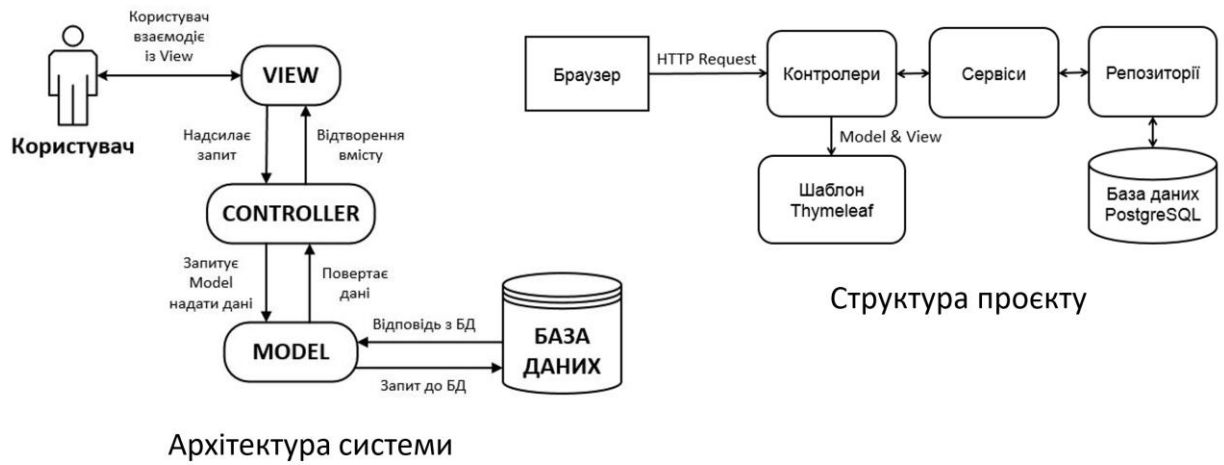 Користувач
взаємодіє
із View
Користувач
VIEW
Надсилає
запит
Відтворення
вмісту
CONTROLLER
Запитує
Model
надати дані
Повертає
дані
MODEL
Відповідь з БД
Запит до БД
БАЗА
ДАНИХ
Архітектура системи
Браузер
HTTP Request
Контролери
Сервіси
Репозиторії
Model & View
Шаблон
Thymeleaf
База даних
PostgreSQL
Структура проєкту